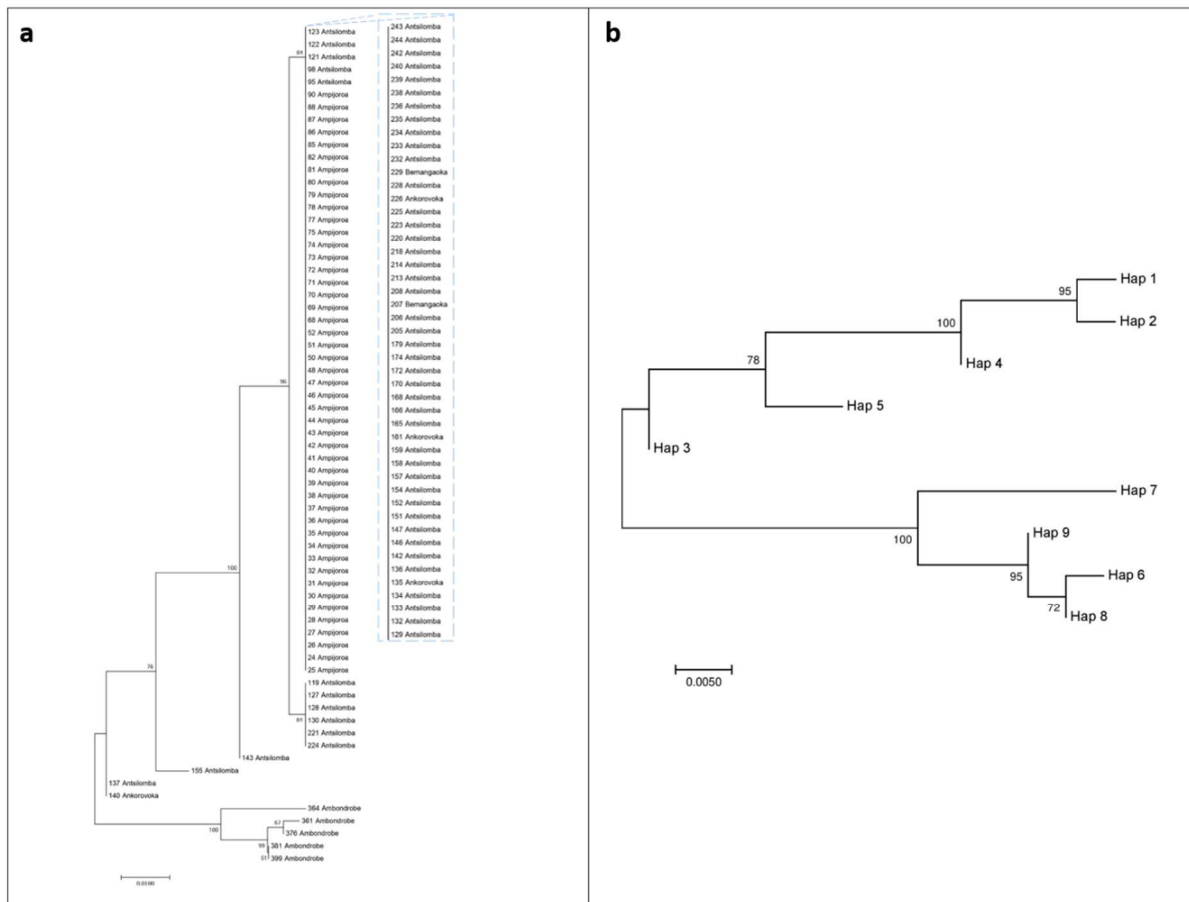 a
123 Antsilomba
122 Antsilomba
121 Antsilomba
98 Antsilomba
95 Antsilomba
90 Ampijoroa
88 Ampijoroa
87 Ampijoroa
86 Ampijoroa
85 Ampijoroa
82 Ampijoroa
81 Ampijoroa
80 Ampijoroa
79 Ampijoroa
78 Ampijoroa
77 Ampijoroa
75 Ampijoroa
74 Ampijoroa
73 Ampijoroa
72 Ampijoroa
71 Ampijoroa
70 Ampijoroa
69 Ampijoroa
68 Ampijoroa
52 Ampijoroa
51 Ampijoroa
50 Ampijoroa
48 Ampijoroa
47 Ampijoroa
46 Ampijoroa
45 Ampijoroa
44 Ampijoroa
43 Ampijoroa
42 Ampijoroa
41 Ampijoroa
40 Ampijoroa
39 Ampijoroa
38 Ampijoroa
37 Ampijoroa
36 Ampijoroa
35 Ampijoroa
34 Ampijoroa
33 Ampijoroa
32 Ampijoroa
31 Ampijoroa
30 Ampijoroa
29 Ampijoroa
28 Ampijoroa
27 Ampijoroa
26 Ampijoroa
24 Ampijoroa
25 Ampijoroa
119 Antsilomba
127 Antsilomba
128 Antsilomba
130 Antsilomba
221 Antsilomba
224 Antsilomba
143 Antsilomba
155 Antsilomba
137 Antsilomba
140 Ankorovoka
364 Ambondrobe
361 Ambondrobe
376 Ambondrobe
381 Ambondrobe
399 Ambondrobe
96
100
76
100
243 Antsilomba
244 Antsilomba
242 Antsilomba
240 Antsilomba
239 Antsilomba
238 Antsilomba
236 Antsilomba
235 Antsilomba
234 Antsilomba
233 Antsilomba
232 Antsilomba
229 Bemangaoka
228 Antsilomba
226 Ankorovoka
225 Antsilomba
223 Antsilomba
220 Antsilomba
218 Antsilomba
214 Antsilomba
213 Antsilomba
208 Antsilomba
207 Bemangaoka
206 Antsilomba
205 Antsilomba
179 Antsilomba
174 Antsilomba
172 Antsilomba
170 Antsilomba
168 Antsilomba
166 Antsilomba
165 Antsilomba
161 Ankorovoka
159 Antsilomba
158 Antsilomba
157 Antsilomba
154 Antsilomba
152 Antsilomba
151 Antsilomba
147 Antsilomba
146 Antsilomba
142 Antsilomba
136 Antsilomba
135 Ankorovoka
134 Antsilomba
133 Antsilomba
132 Antsilomba
129 Antsilomba
b
Hap 1
95
Hap 2
100
Hap 4
78
Hap 5
Hap 3
Hap 7
100
Hap 9
95
Hap 6
72
Hap 8
0.0050